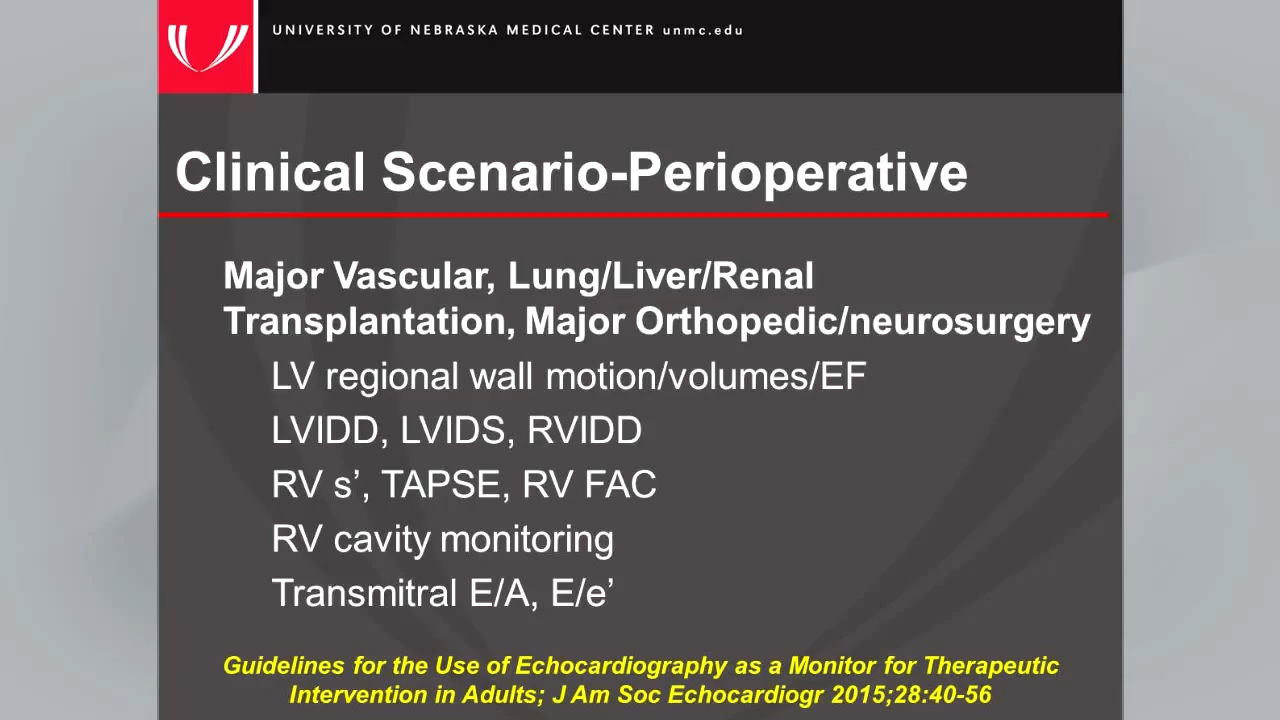 UNIVERSITY OF NEBRASKA MEDICAL CENTER unmc.edu
Clinical Scenario-Perioperative
Major Vascular, Lung/Liver/Renal
Transplantation, Major Orthopedic/neurosurgery
LV regional wall motion/volumes/EF
LVIDD, LVIDS, RVIDD
RV s’, TAPSE, RV FAC
RV cavity monitoring
Transmitral E/A, E/e’
Guidelines for the Use of Echocardiography as a Monitor for Therapeutic
Intervention in Adults; J Am Soc Echocardiogr 2015;28:40-56